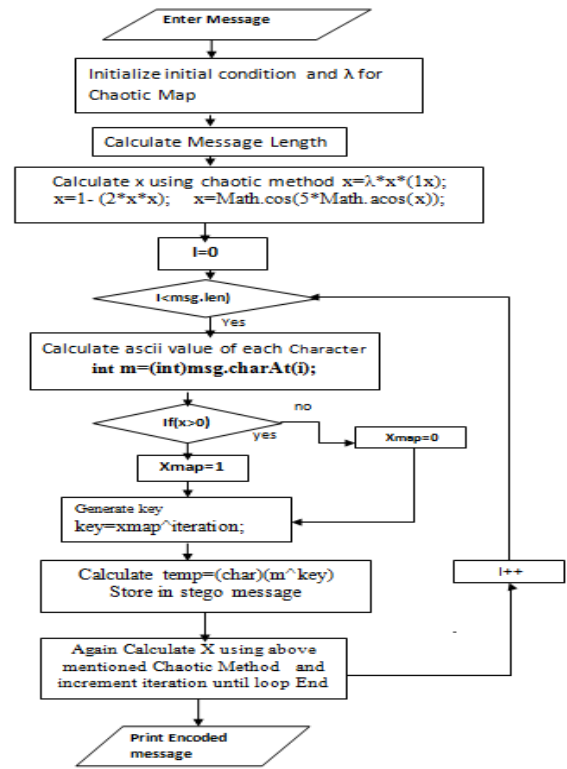 Enter Message
Initialize initial condition and λ for
Chaotic Map
Calculate Message Length
Calculate x using chaotic method x=λ*x*(1x);
x=1- (2*x*x); x=Math.cos(5*Math.acos(x));
I=0
I<msg.len)
Yes
Calculate ascii value of each Character
int m=(int)msg.charAt(i);
If(x>0)
no
yes
Xmap=0
Xmap=1
Generate key
key=xmap^iteration;
Calculate temp=(char)(m^key)
Store in stego message
I++
Again Calculate X using above
mentioned Chaotic Method and
increment iteration until loop End
Print Encoded
message